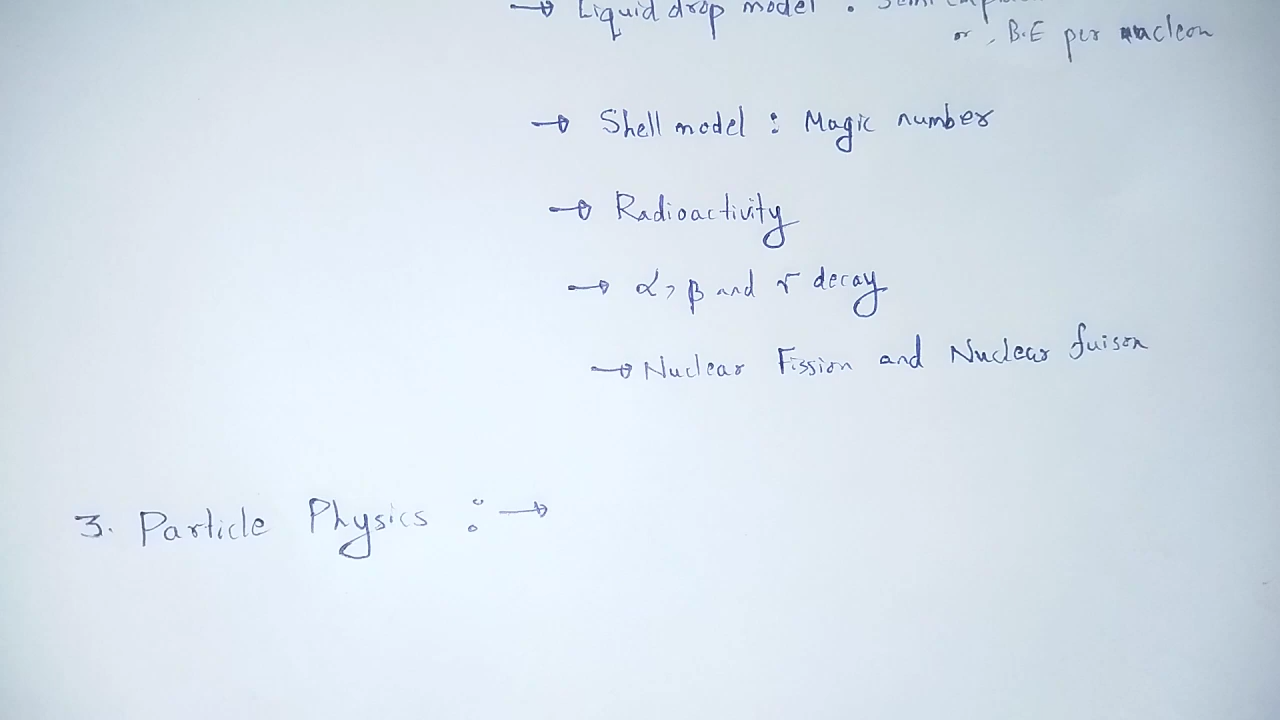 → Liquid drop model :
or, B.E per nucleon
→ Shell model : Magic number
→ Radioactivity
→ α, β and γ decay
→ Nuclear Fission and Nuclear fuison
3. Particle Physics : →